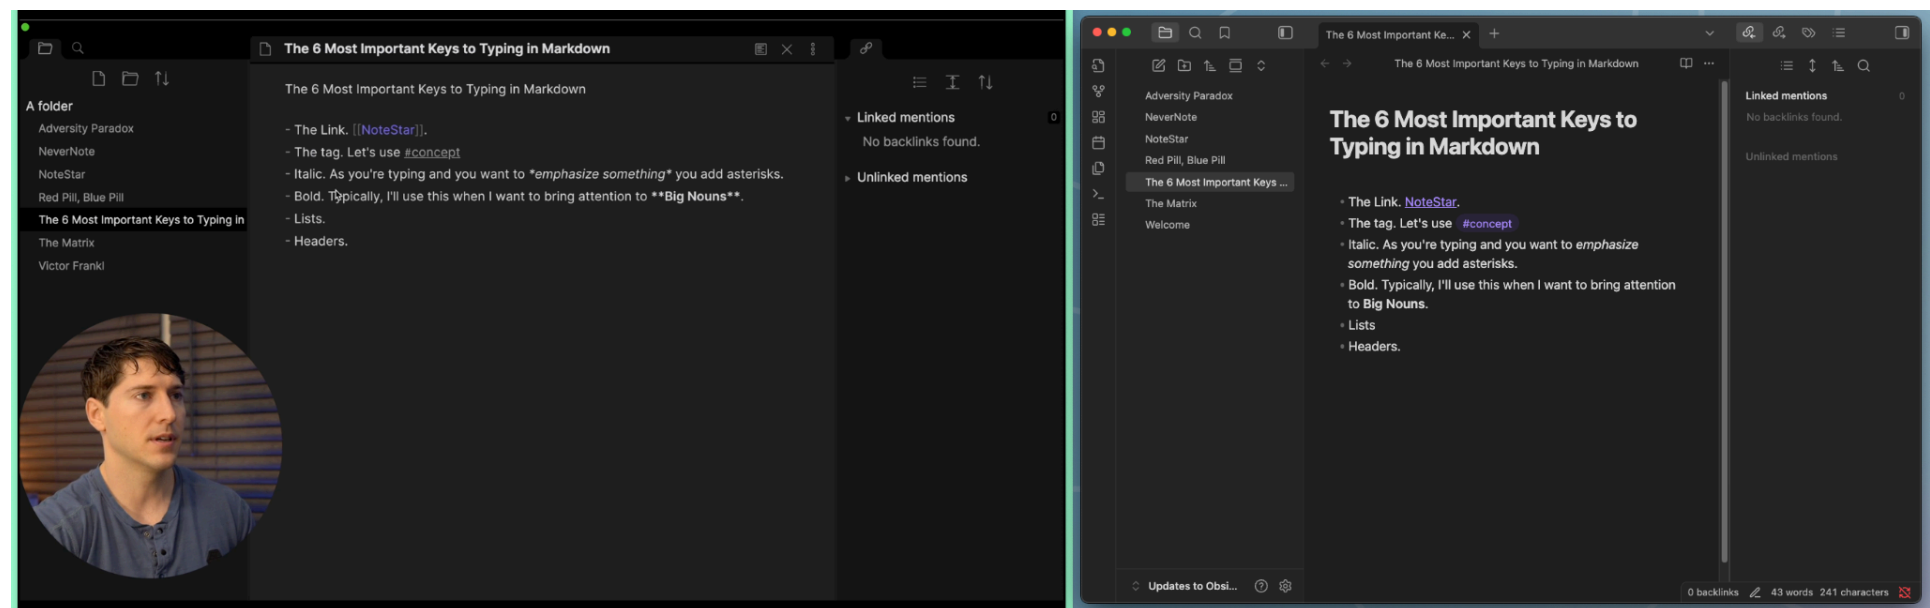 The 6 Most Important Keys to Typing in Markdown
A folder
Adversity Paradox
NeverNote
NoteStar
Red Pill, Blue Pill
The 6 Most Important Keys to Typing in
The Matrix
Victor Frankl
The 6 Most Important Keys to Typing in Markdown
- The Link. [[NoteStar]].
- The tag. Let's use #concept
- Italic. As you're typing and you want to *emphasize something* you add asterisks.
- Bold. Typically, I'll use this when I want to bring attention to **Big Nouns**.
- Lists.
- Headers.
Linked mentions 0
No backlinks found.
Unlinked mentions
The 6 Most Important Ke...
The 6 Most Important Keys to Typing in Markdown
Adversity Paradox
NeverNote
NoteStar
Red Pill, Blue Pill
The 6 Most Important Keys ...
The Matrix
Welcome
Updates to Obsi...
The 6 Most Important Keys to
Typing in Markdown
• The Link. NoteStar.
• The tag. Let's use #concept
• Italic. As you're typing and you want to emphasize
something you add asterisks.
• Bold. Typically, I'll use this when I want to bring attention
to Big Nouns.
• Lists
• Headers.
Linked mentions 0
No backlinks found.
Unlinked mentions
0 backlinks 43 words 241 characters